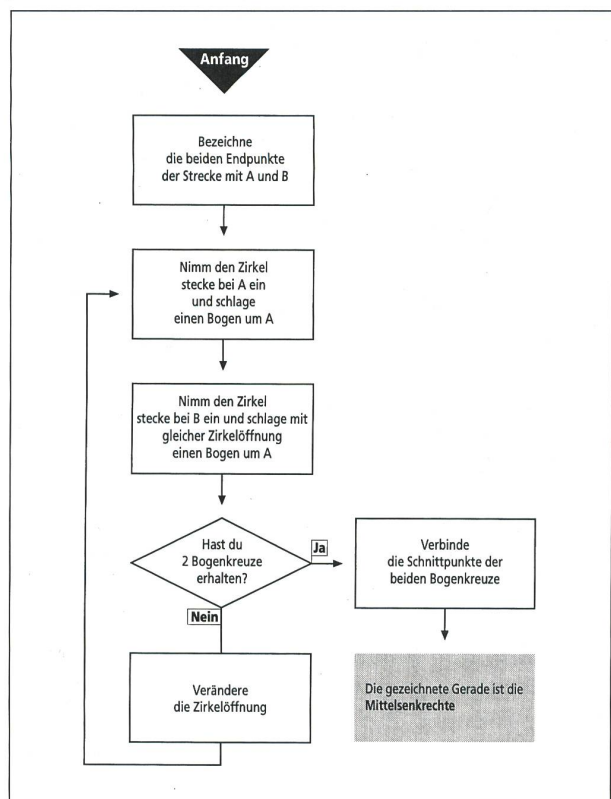 Anfang
Bezeichne
die beiden Endpunkte
der Strecke mit A und B
Nimm den Zirkel
stecke bei A ein
und schlage
einen Bogen um A
Nimm den Zirkel
stecke bei B ein und schlage mit
gleicher Zirkelöffnung
einen Bogen um A
Hast du
2 Bogenkreuze
erhalten?
Ja
Verbinde
die Schnittpunkte der
beiden Bogenkreuze
Nein
Verändere
die Zirkelöffnung
Die gezeichnete Gerade ist die
Mittelsenkrechte